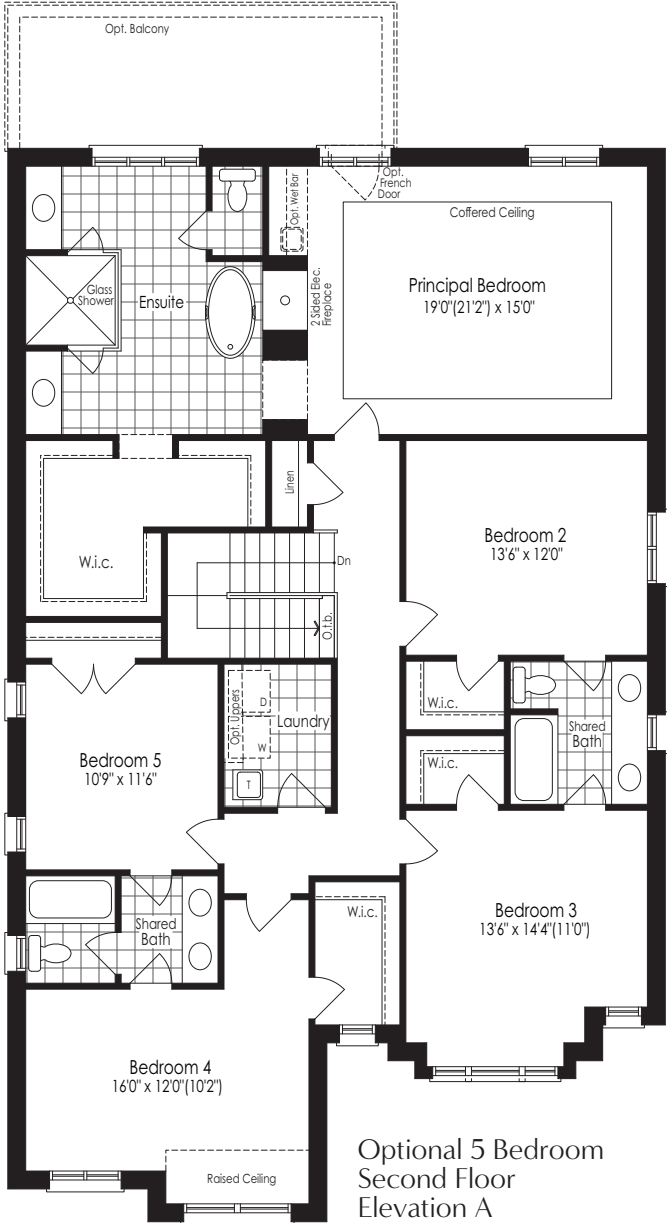 Opt. Balcony
Opt.
French
Door
Opt. Wet Bar
Coffered Ceiling
Glass
Shower
Ensuite
2 Sided Elec.
Fireplace
Principal Bedroom
19'0"(21'2") x 15'0"
Linen
W.i.c.
Dn
O.t.b.
Bedroom 2
13'6" x 12'0"
W.i.c.
Shared
Bath
W.i.c.
Opt. Uppers
D
W
T
Laundry
Bedroom 5
10'9" x 11'6"
Shared
Bath
W.i.c.
Bedroom 3
13'6" x 14'4"(11'0")
Bedroom 4
16'0" x 12'0"(10'2")
Raised Ceiling
Optional 5 Bedroom
Second Floor
Elevation A